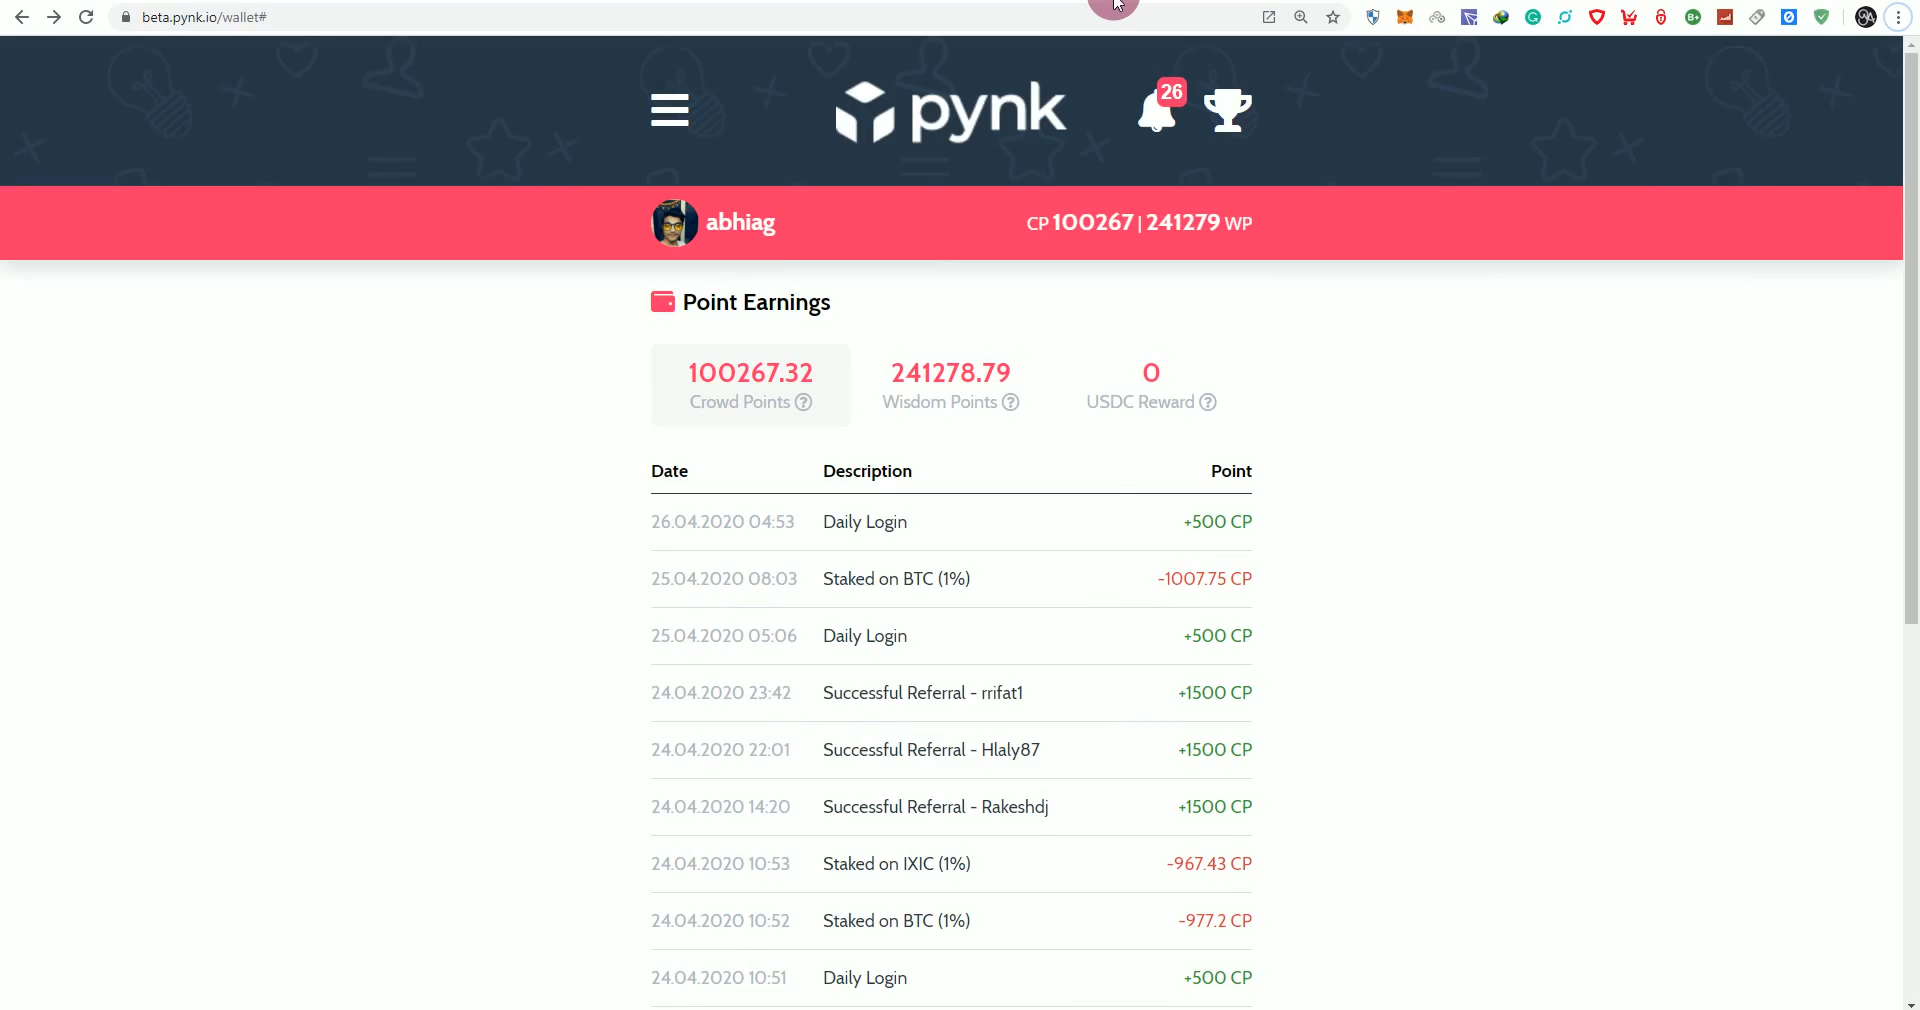 beta.pynk.io/wallet#
pynk
26
abhiag
CP 100267 | 241279 WP
Point Earnings
100267.32 241278.79 0
Crowd Points ? Wisdom Points ? USDC Reward ?
Date Description Point
26.04.2020 04:53 Daily Login +500 CP
25.04.2020 08:03 Staked on BTC (1%) -1007.75 CP
25.04.2020 05:06 Daily Login +500 CP
24.04.2020 23:42 Successful Referral - rrifat1 +1500 CP
24.04.2020 22:01 Successful Referral - Hlaly87 +1500 CP
24.04.2020 14:20 Successful Referral - Rakeshdj +1500 CP
24.04.2020 10:53 Staked on IXIC (1%) -967.43 CP
24.04.2020 10:52 Staked on BTC (1%) -977.2 CP
24.04.2020 10:51 Daily Login +500 CP